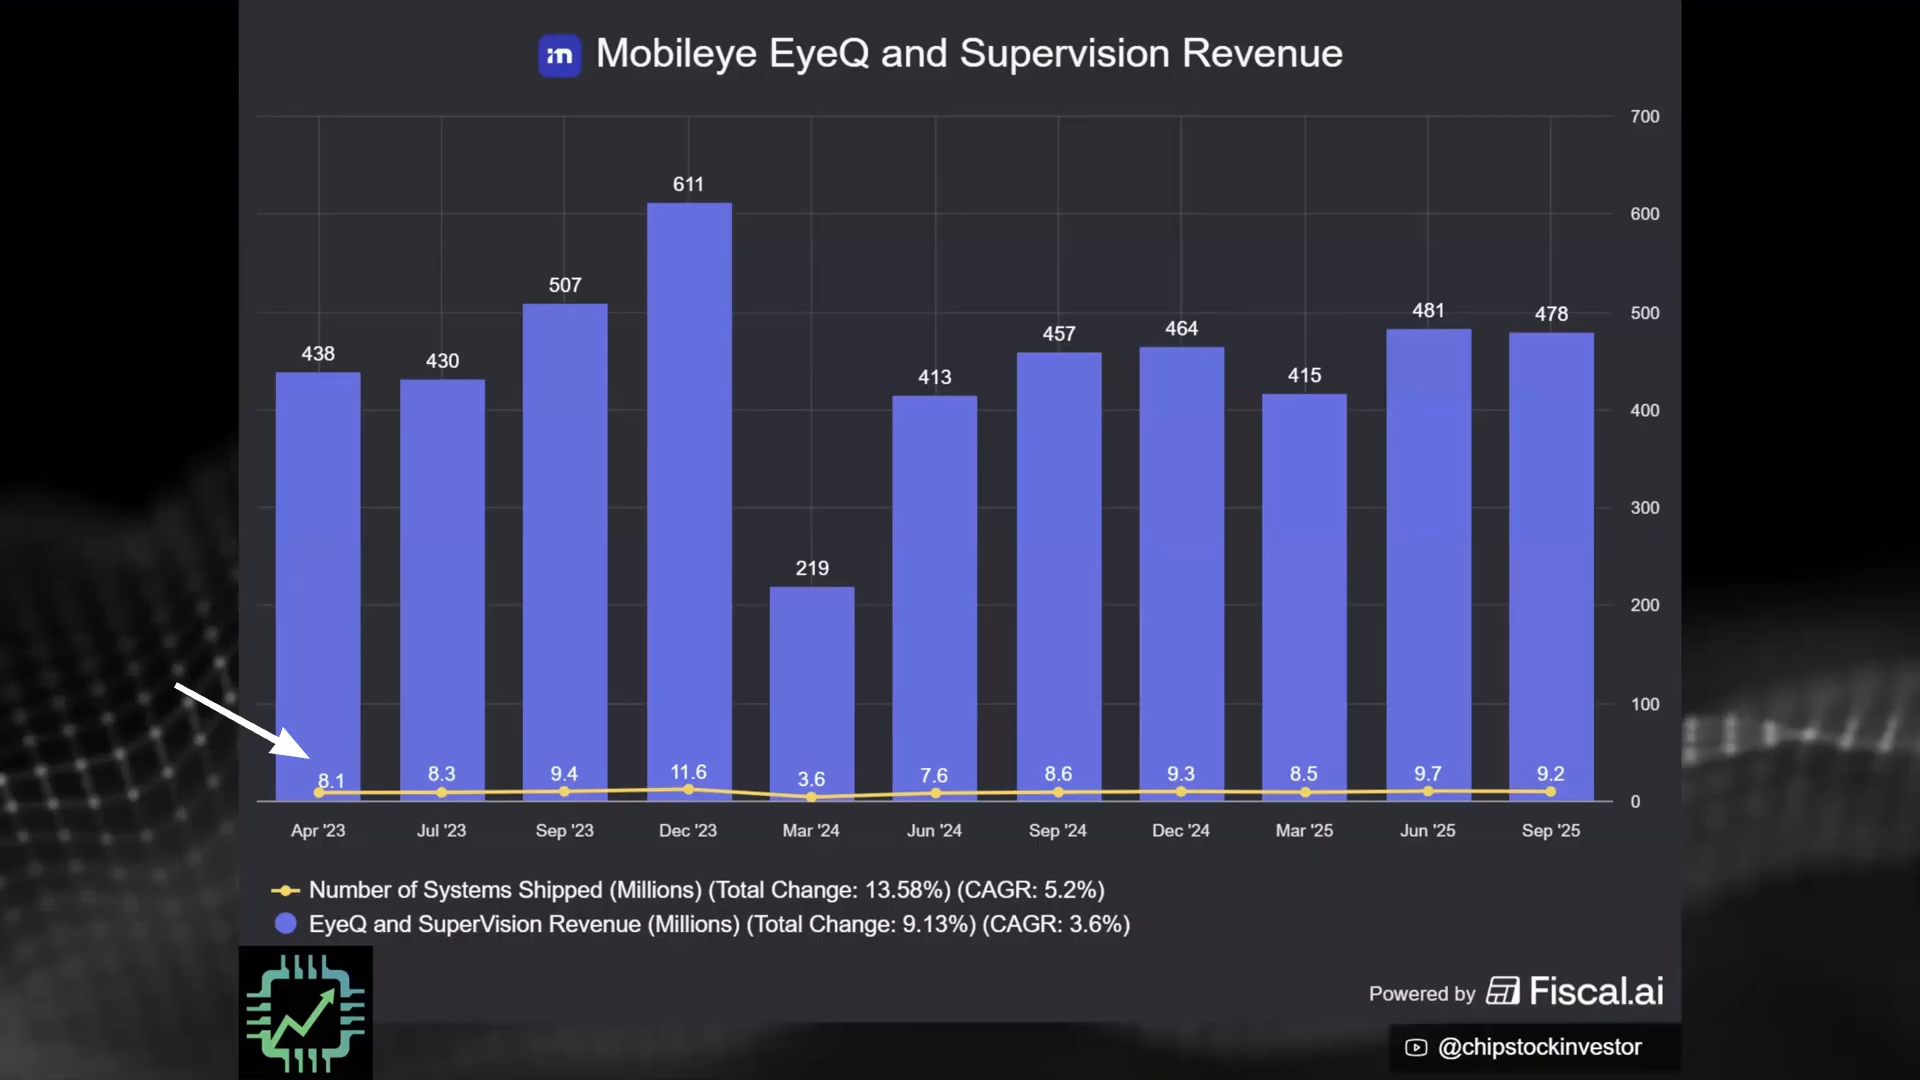 Mobileye EyeQ and Supervision Revenue
700
600
500
400
300
200
100
0
438
430
507
611
219
413
457
464
415
481
478
8.1
8.3
9.4
11.6
3.6
7.6
8.6
9.3
8.5
9.7
9.2
Apr '23
Jul '23
Sep '23
Dec '23
Mar '24
Jun '24
Sep '24
Dec '24
Mar '25
Jun '25
Sep '25
Number of Systems Shipped (Millions) (Total Change: 13.58%) (CAGR: 5.2%)
EyeQ and SuperVision Revenue (Millions) (Total Change: 9.13%) (CAGR: 3.6%)
Powered by Fiscal.ai
@chipstockinvestor